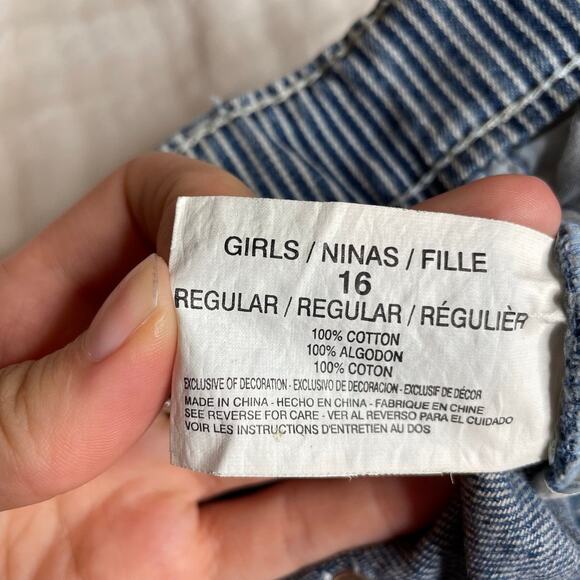 GIRLS / NINAS / FILLE
16
REGULAR / REGULAR / RÉGULIÈR
100% COTTON
100% ALGODON
100% COTON
EXCLUSIVE OF DECORATION - EXCLUSIVO DE DECORACION - EXCLUSIF DE DÉCOR
MADE IN CHINA - HECHO EN CHINA - FABRIQUE EN CHINE
SEE REVERSE FOR CARE - VER AL REVERSO PARA EL CUIDADO
VOIR LES INSTRUCTIONS D'ENTRETIEN AU DOS